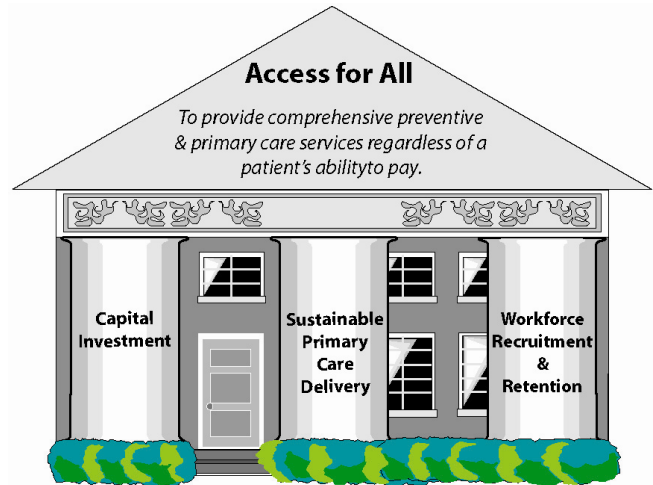 Access for All
To provide comprehensive preventive
& primary care services regardless of a
patient's abilityto pay.
Capital
Investment
Sustainable
Primary
Care
Delivery
Workforce
Recruitment
&
Retention